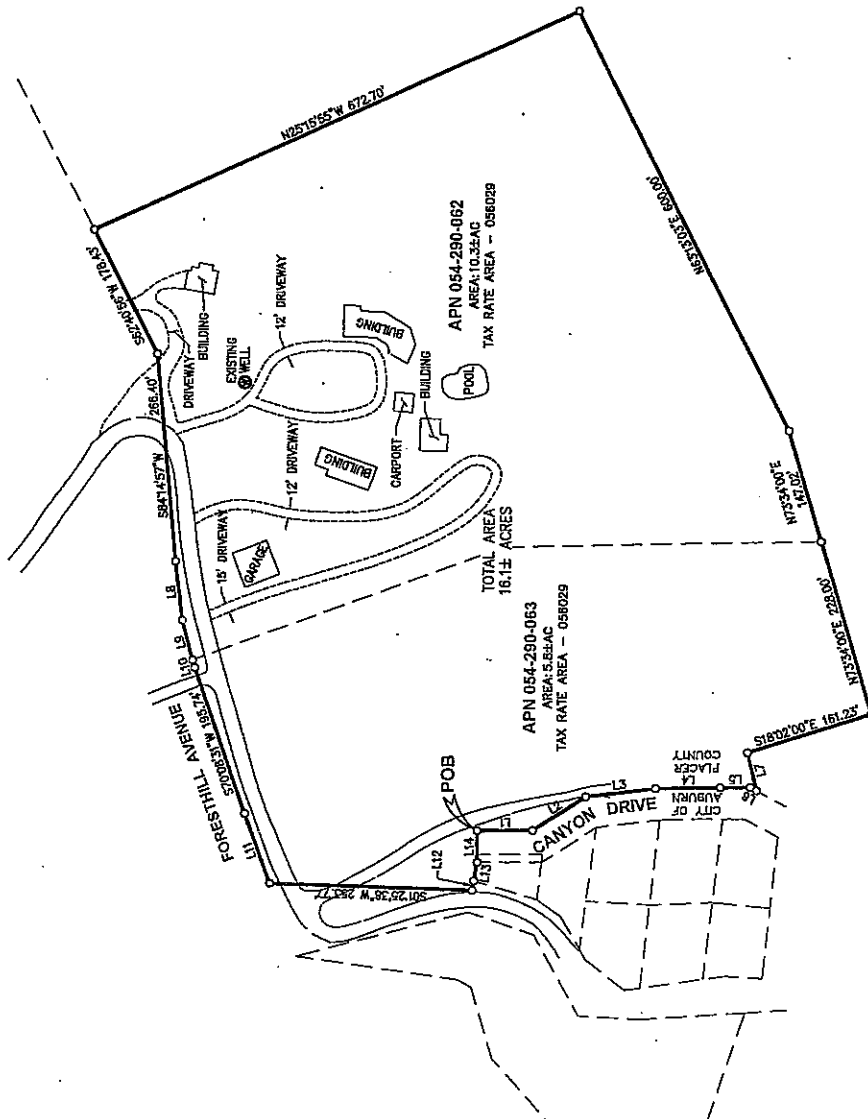 N25°15'55"W 672.70'
S62°40'56"W 178.43'
N63°13'03"E 600.00'
266.40'
S84°14'57"W
DRIVEWAY
BUILDING
EXISTING
WELL
12' DRIVEWAY
BUILDING
APN 054-290-062
AREA:10.3±AC
TAX RATE AREA - 056029
BUILDING
POOL
CARPORT
BUILDING
12' DRIVEWAY
15' DRIVEWAY
GARAGE
TOTAL AREA
16.1± ACRES
N73°34'00"E
147.02'
L8
L9
L10
FORESTHILL AVENUE
S70°08'31"W 195.74'
L11
APN 054-290-063
AREA:5.8±AC
TAX RATE AREA - 056029
N73°34'00"E 228.00'
S18°02'00"E 161.23'
POB
L1
L2
L3
L4
L5
L6
L7
PLACER
COUNTY
CITY OF
AUBURN
CANYON DRIVE
L14
L13
L12
S01°25'38"W 253.77'